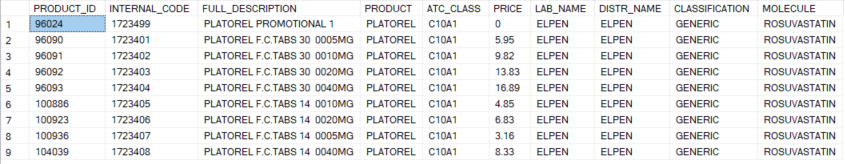 PRODUCT_ID INTERNAL_CODE FULL_DESCRIPTION PRODUCT ATC_CLASS PRICE LAB_NAME DISTR_NAME CLASSIFICATION MOLECULE
1 96024 1723499 PLATOREL PROMOTIONAL 1 PLATOREL C10A1 0 ELPEN ELPEN GENERIC ROSUVASTATIN
2 96090 1723401 PLATOREL F.C.TABS 30 0005MG PLATOREL C10A1 5.95 ELPEN ELPEN GENERIC ROSUVASTATIN
3 96091 1723402 PLATOREL F.C.TABS 30 0010MG PLATOREL C10A1 9.82 ELPEN ELPEN GENERIC ROSUVASTATIN
4 96092 1723403 PLATOREL F.C.TABS 30 0020MG PLATOREL C10A1 13.83 ELPEN ELPEN GENERIC ROSUVASTATIN
5 96093 1723404 PLATOREL F.C.TABS 30 0040MG PLATOREL C10A1 16.89 ELPEN ELPEN GENERIC ROSUVASTATIN
6 100886 1723405 PLATOREL F.C.TABS 14 0010MG PLATOREL C10A1 4.85 ELPEN ELPEN GENERIC ROSUVASTATIN
7 100923 1723406 PLATOREL F.C.TABS 14 0020MG PLATOREL C10A1 6.83 ELPEN ELPEN GENERIC ROSUVASTATIN
8 100936 1723407 PLATOREL F.C.TABS 14 0005MG PLATOREL C10A1 3.16 ELPEN ELPEN GENERIC ROSUVASTATIN
9 104039 1723408 PLATOREL F.C.TABS 14 0040MG PLATOREL C10A1 8.33 ELPEN ELPEN GENERIC ROSUVASTATIN